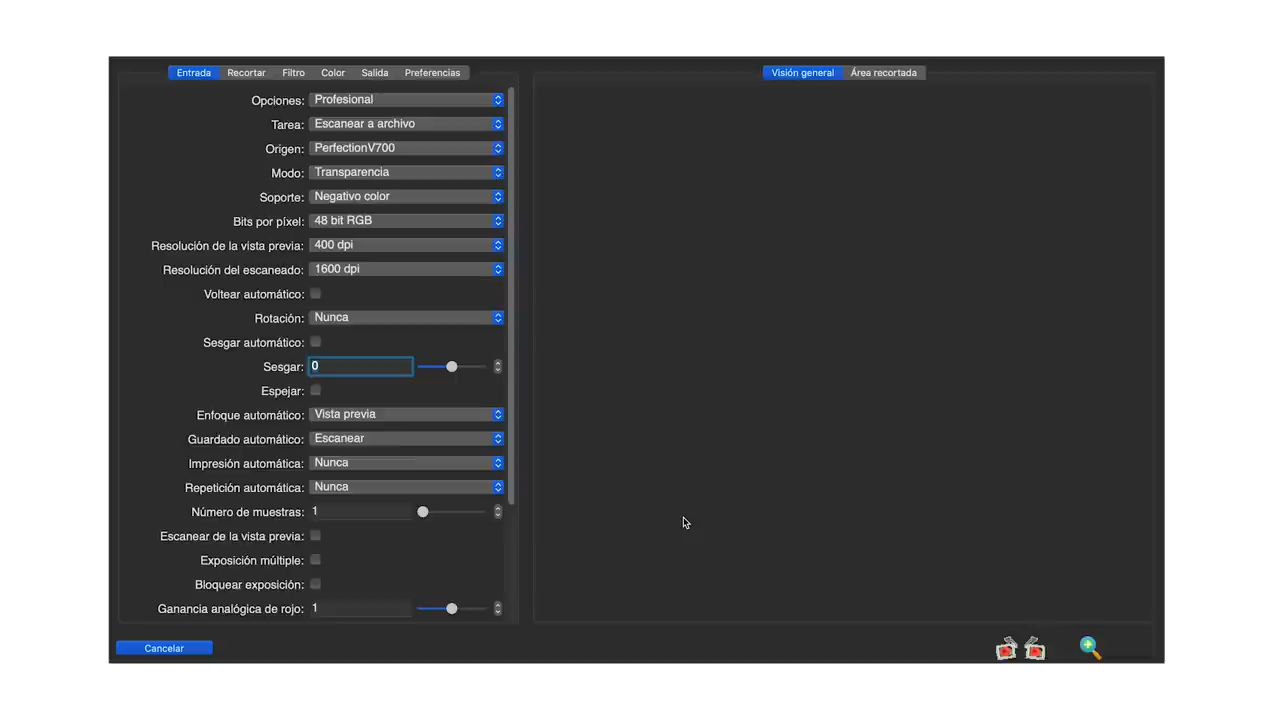 Entrada Recortar Filtro Color Salida Preferencias
Visión general Área recortada
Opciones: Profesional
Tarea: Escanear a archivo
Origen: PerfectionV700
Modo: Transparencia
Soporte: Negativo color
Bits por píxel: 48 bit RGB
Resolución de la vista previa: 400 dpi
Resolución del escaneado: 1600 dpi
Voltear automático:
Rotación: Nunca
Sesgar automático:
Sesgar: 0
Espejar:
Enfoque automático: Vista previa
Guardado automático: Escanear
Impresión automática: Nunca
Repetición automática: Nunca
Número de muestras: 1
Escanear de la vista previa:
Exposición múltiple:
Bloquear exposición:
Ganancia analógica de rojo: 1
Cancelar